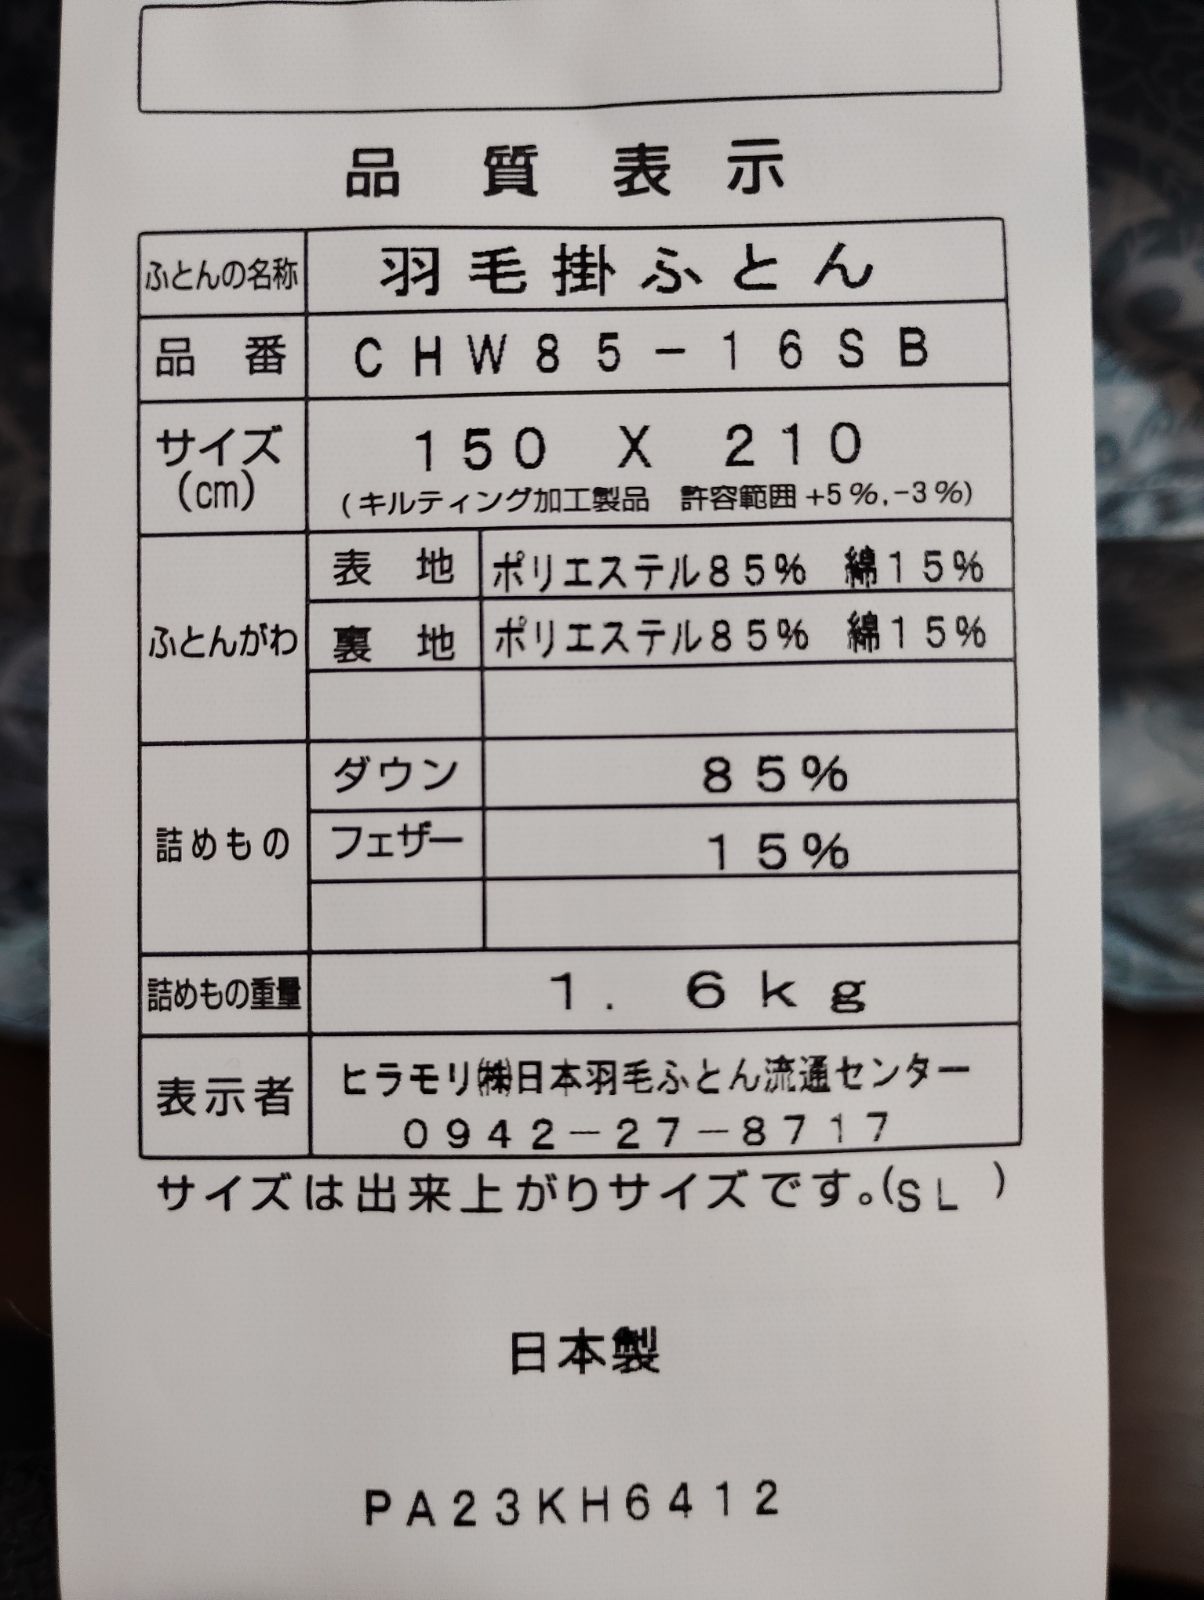 品質表示
ふとんの名称 羽毛掛ふとん
品番 CHW85-16SB
サイズ(cm) 150 X 210
(キルティング加工製品 許容範囲+5%,-3%)
ふとんがわ 表地 ポリエステル85% 綿15%
裏地 ポリエステル85% 綿15%
詰めもの ダウン 85%
フェザー 15%
詰めもの重量 1.6kg
表示者 ヒラモリ㈱日本羽毛ふとん流通センター
0942-27-8717
サイズは出来上がりサイズです。(SL )
日本製
PA23KH6412